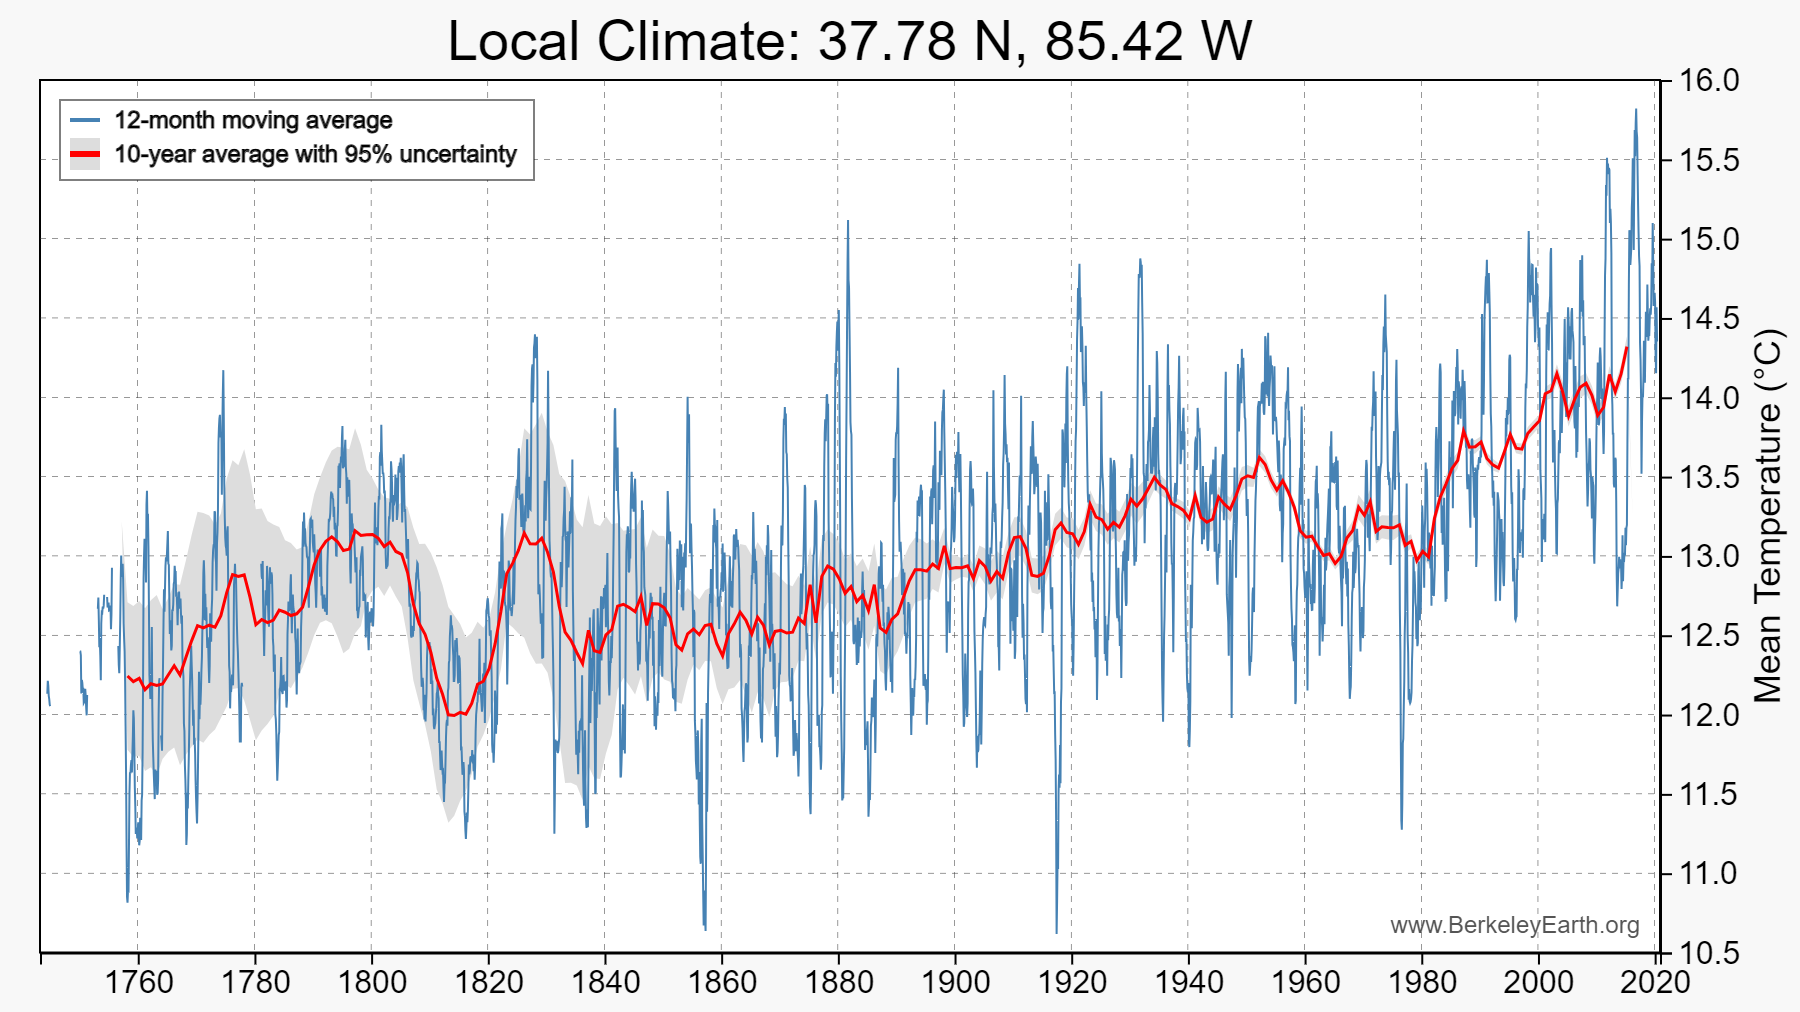 Local Climate: 37.78 N, 85.42 W
12-month moving average
10-year average with 95% uncertainty
16.0
15.5
15.0
14.5
14.0
13.5
13.0
12.5
12.0
11.5
11.0
10.5
Mean Temperature (°C)
www.BerkeleyEarth.org
1760 1780 1800 1820 1840 1860 1880 1900 1920 1940 1960 1980 2000 2020